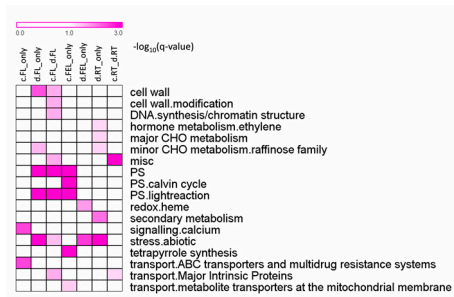 0.0 1.0 3.0
-log10(q-value)
c.FL_only
d.FL_only
c.FL_d.FL
c.FEL_only
d.FEL_only
d.RT_only
c.RT_d.RT
cell wall
cell wall.modification
DNA.synthesis/chromatin structure
hormone metabolism.ethylene
major CHO metabolism
minor CHO metabolism.raffinose family
misc
PS
PS.calvin cycle
PS.lightreaction
redox.heme
secondary metabolism
signalling.calcium
stress.abiotic
tetrapyrrole synthesis
transport.ABC transporters and multidrug resistance systems
transport.Major Intrinsic Proteins
transport.metabolite transporters at the mitochondrial membrane